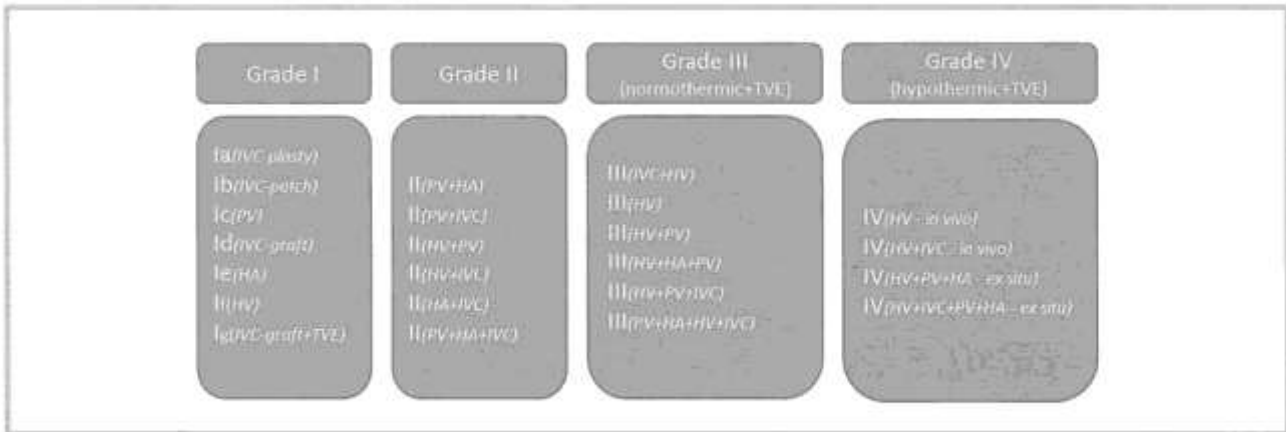 Grade I
Ia(IVC-plasty)
Ib(IVC-patch)
Ic(PV)
Id(IVC-graft)
Ie(HA)
If(HV)
Ig(IVC-graft+TVE)
Grade II
II(PV+HA)
II(PV+IVC)
II(HV+PV)
II(HV+IVC)
II(HA+IVC)
II(PV+HA+IVC)
Grade III
(normothermic+TVE)
III(IVC+HV)
III(HV)
III(HV+PV)
III(HV+HA+PV)
III(HV+PV+IVC)
III(PV+HA+HV+IVC)
Grade IV
(hypothermic+TVE)
IV(HV - in vivo)
IV(HV+IVC - in vivo)
IV(HV+PV+HA - ex situ)
IV(HV+IVC+PV+HA - ex situ)